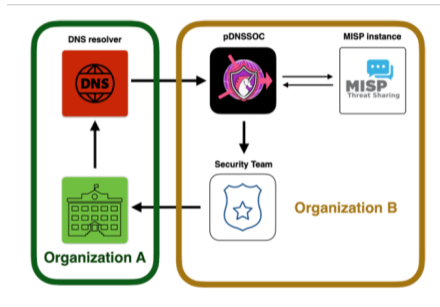 DNS resolver
pDNSSOC
MISP instance
DNS
MISP
Threat Sharing
Security Team
Organization A
Organization B